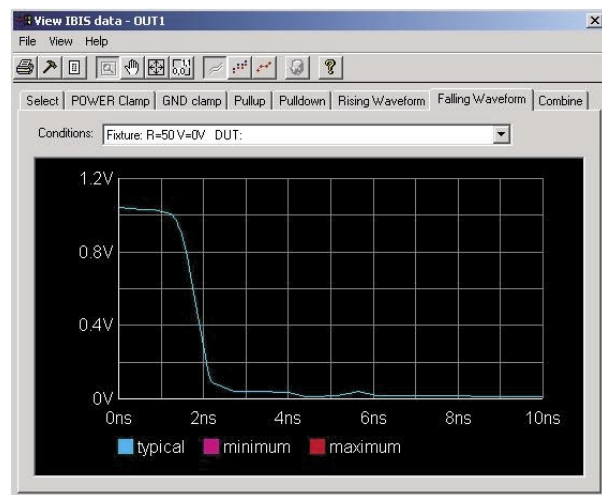 View IBIS data - OUT1
File View Help
Select POWER Clamp GND clamp Pullup Pulldown Rising Waveform Falling Waveform Combine
Conditions: Fixture: R=50 V=0V DUT:
1.2V
0.8V
0.4V
0V
0ns 2ns 4ns 6ns 8ns 10ns
typical minimum maximum